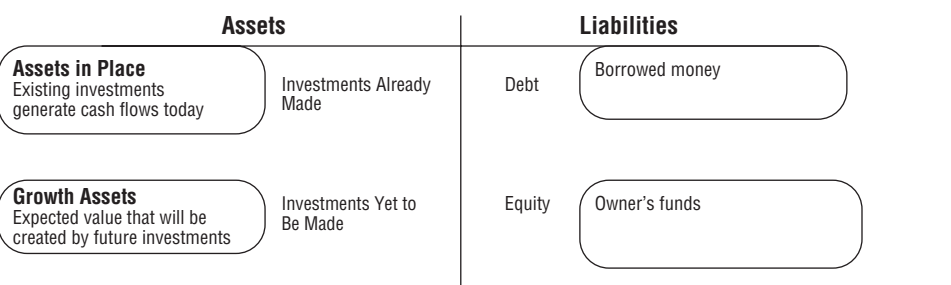 Assets
Liabilities
Assets in Place
Existing investments
generate cash flows today
Investments Already
Made
Debt
Borrowed money
Growth Assets
Expected value that will be
created by future investments
Investments Yet to
Be Made
Equity
Owner's funds